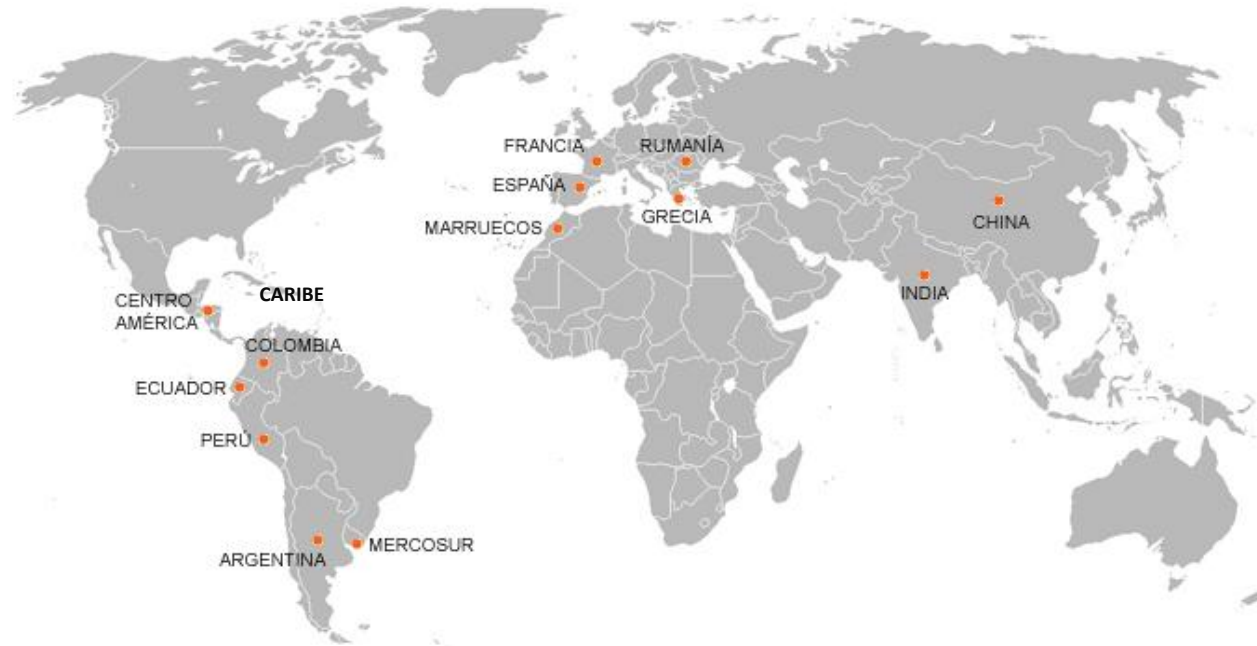 FRANCIA
RUMANÍA
ESPAÑA
GRECIA
MARRUECOS
CHINA
INDIA
CARIBE
CENTRO
AMÉRICA
COLOMBIA
ECUADOR
PERÚ
MERCOSUR
ARGENTINA